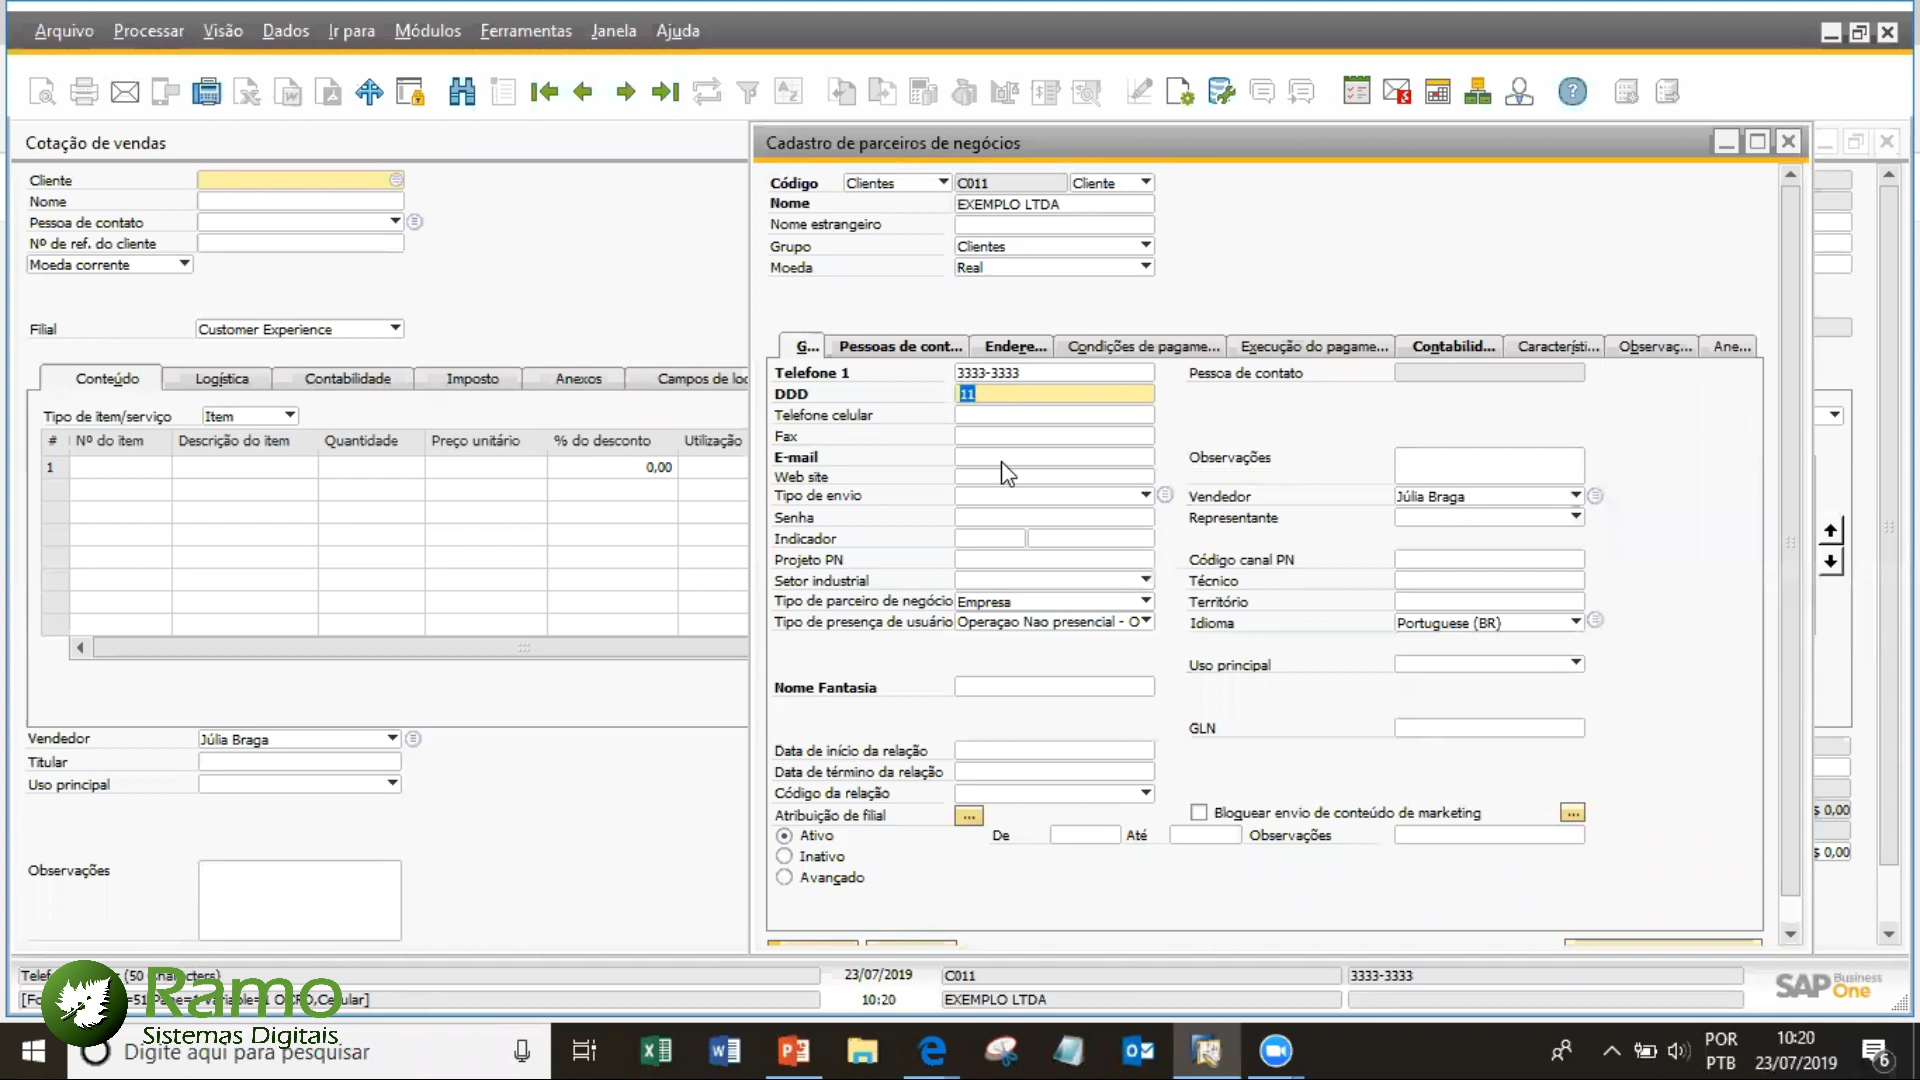 Arquivo Processar Visão Dados Ir para Módulos Ferramentas Janela Ajuda
Cotação de vendas
Cliente
Nome
Pessoa de contato
Nº de ref. do cliente
Moeda corrente
Filial Customer Experience
Conteúdo Logística Contabilidade Imposto Anexos Campos de loc
Tipo de item/serviço Item
# Nº do item Descrição do item Quantidade Preço unitário % do desconto Utilização
1 0,00
Vendedor Júlia Braga
Titular
Uso principal
Observações
Cadastro de parceiros de negócios
Código Clientes C011 Cliente
Nome EXEMPLO LTDA
Nome estrangeiro
Grupo Clientes
Moeda Real
G... Pessoas de cont... Endere... Condições de pagame... Execução do pagame... Contabilid... Característi... Observaç... Ane...
Telefone 1 3333-3333 Pessoa de contato
DDD 11
Telefone celular
Fax
E-mail Observações
Web site
Tipo de envio Vendedor Júlia Braga
Senha Representante
Indicador
Projeto PN Código canal PN
Setor industrial Técnico
Tipo de parceiro de negócio Empresa Território
Tipo de presença de usuário Operaçao Nao presencial - O Idioma Portuguese (BR)
Uso principal
Nome Fantasia
GLN
Data de início da relação
Data de término da relação
Código da relação
Atribuição de filial ... Bloquear envio de conteúdo de marketing ...
Ativo De Até Observações
Inativo
Avançado
$ 0,00
$ 0,00
(50 Characters) 23/07/2019 C011 3333-3333
10:20 EXEMPLO LTDA
SAP Business One
Ramo
Sistemas Digitais
Digite aqui para pesquisar
POR
PTB
10:20
23/07/2019
6